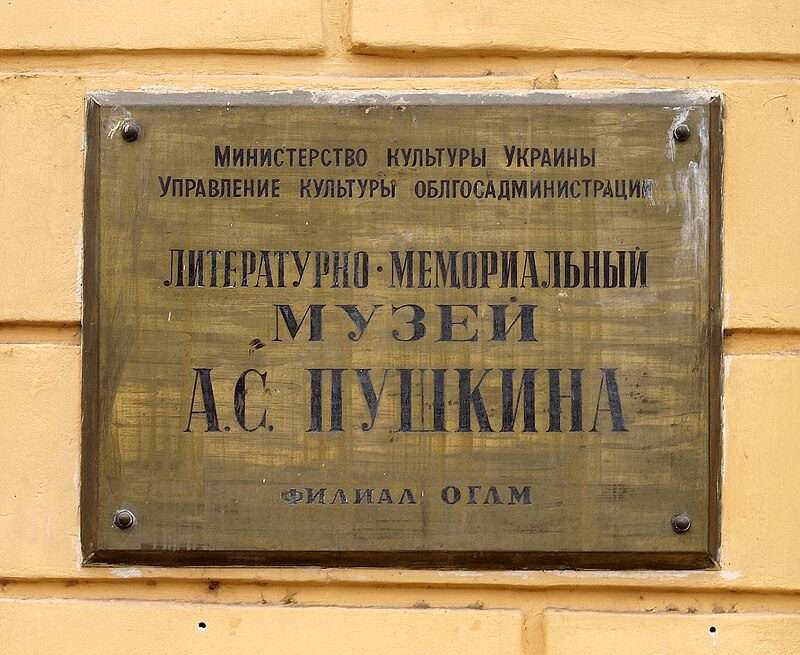 Министерство культуры Украины
Управление культуры облгосадминистрации
ЛИТЕРАТУРНО-МЕМОРИАЛЬНЫЙ
МУЗЕЙ
А.С. ПУШКИНА
ФИЛИАЛ ОГЛМ